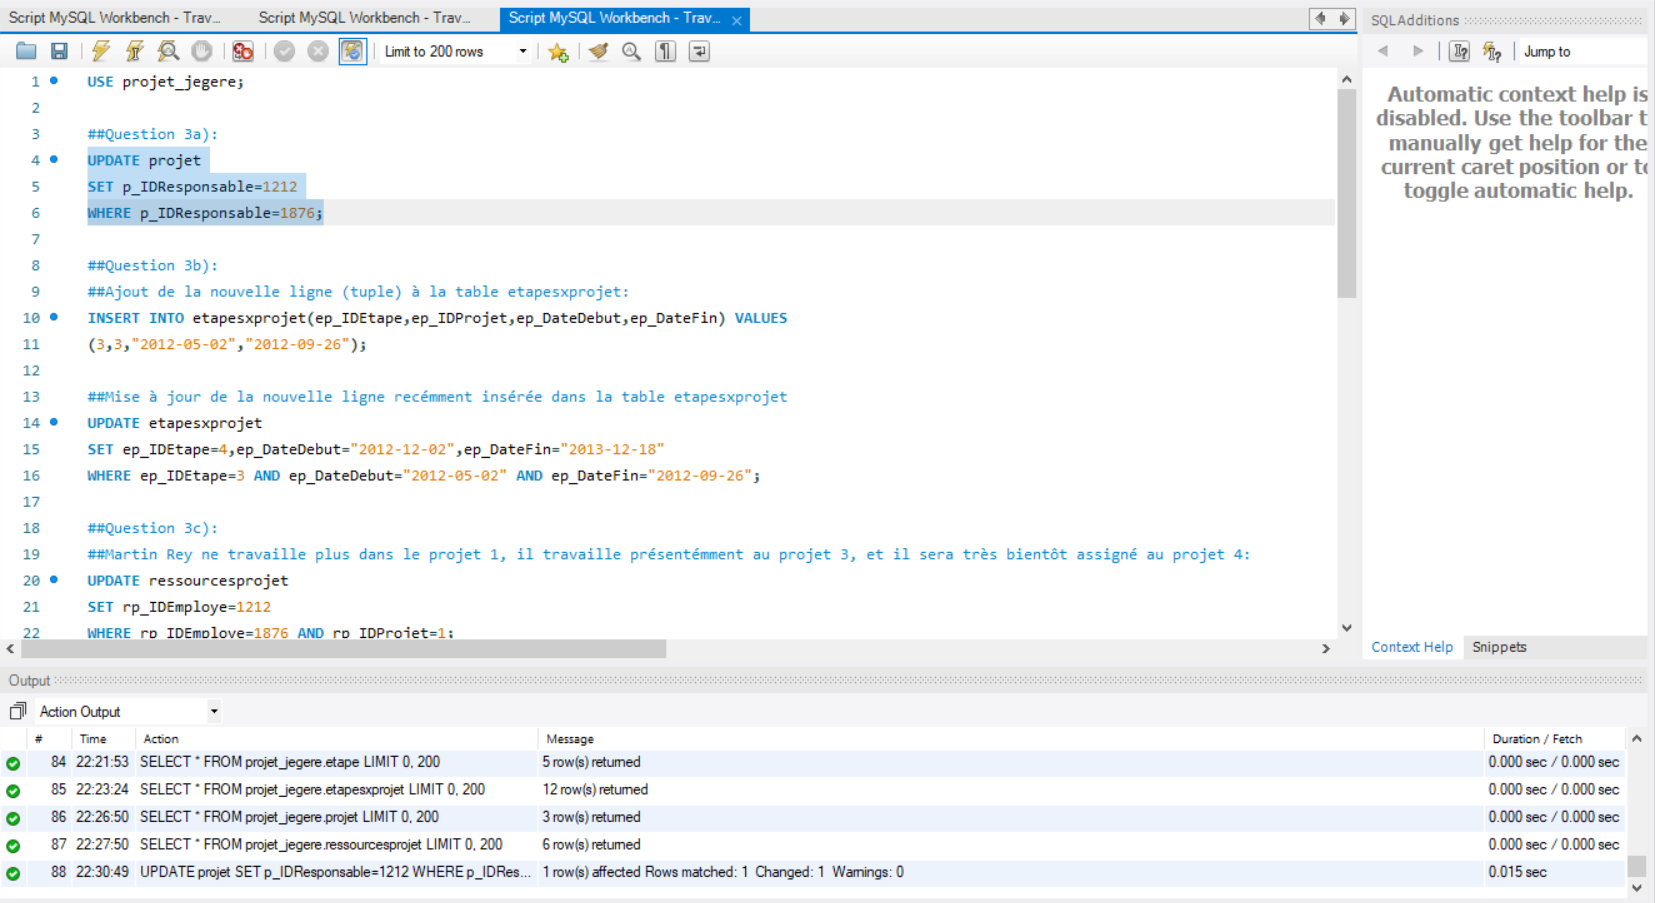 Script MySQL Workbench - Trav... Script MySQL Workbench - Trav... Script MySQL Workbench - Trav... ×
SQLAdditions
Limit to 200 rows
Jump to
1 USE projet_jegere;
2
3 ##Question 3a):
4 UPDATE projet
5 SET p_IDResponsable=1212
6 WHERE p_IDResponsable=1876;
7
8 ##Question 3b):
9 ##Ajout de la nouvelle ligne (tuple) à la table etapesxprojet:
10 INSERT INTO etapesxprojet(ep_IDEtape,ep_IDProjet,ep_DateDebut,ep_DateFin) VALUES
11 (3,3,"2012-05-02","2012-09-26");
12
13 ##Mise à jour de la nouvelle ligne recémment insérée dans la table etapesxprojet
14 UPDATE etapesxprojet
15 SET ep_IDEtape=4,ep_DateDebut="2012-12-02",ep_DateFin="2013-12-18"
16 WHERE ep_IDEtape=3 AND ep_DateDebut="2012-05-02" AND ep_DateFin="2012-09-26";
17
18 ##Question 3c):
19 ##Martin Rey ne travaille plus dans le projet 1, il travaille présentémment au projet 3, et il sera très bientôt assigné au projet 4:
20 UPDATE ressourcesprojet
21 SET rp_IDEmploye=1212
22 WHERE rp_IDEmploye=1876 AND rp_IDProjet=1;
Automatic context help is
disabled. Use the toolbar t
manually get help for the
current caret position or to
toggle automatic help.
Context Help Snippets
Output
Action Output
# Time Action Message Duration / Fetch
84 22:21:53 SELECT * FROM projet_jegere.etape LIMIT 0, 200 5 row(s) returned 0.000 sec / 0.000 sec
85 22:23:24 SELECT * FROM projet_jegere.etapesxprojet LIMIT 0, 200 12 row(s) returned 0.000 sec / 0.000 sec
86 22:26:50 SELECT * FROM projet_jegere.projet LIMIT 0, 200 3 row(s) returned 0.000 sec / 0.000 sec
87 22:27:50 SELECT * FROM projet_jegere.ressourcesprojet LIMIT 0, 200 6 row(s) returned 0.000 sec / 0.000 sec
88 22:30:49 UPDATE projet SET p_IDResponsable=1212 WHERE p_IDRes... 1 row(s) affected Rows matched: 1 Changed: 1 Warnings: 0 0.015 sec